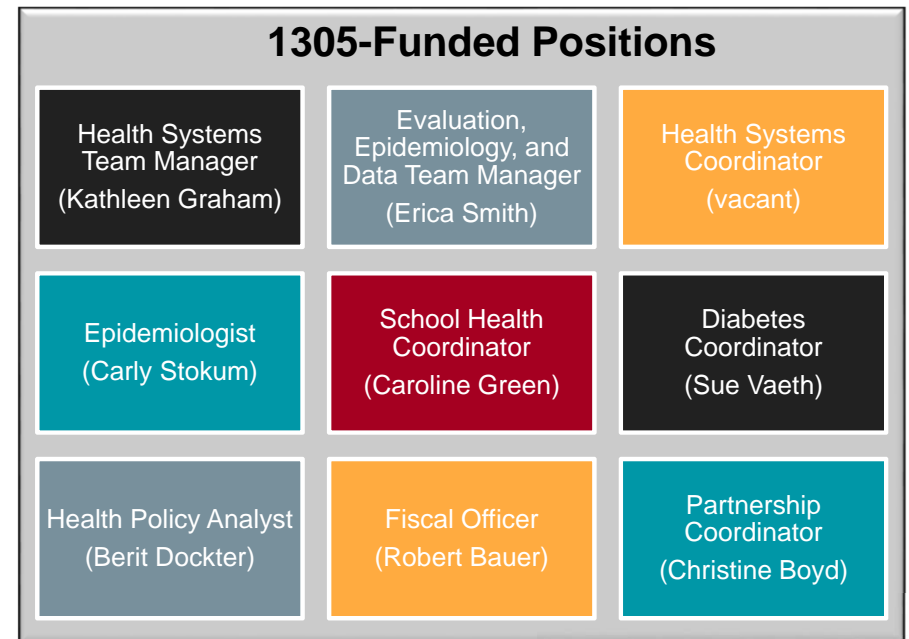 1305-Funded Positions
Health Systems
Team Manager
(Kathleen Graham)
Evaluation,
Epidemiology, and
Data Team Manager
(Erica Smith)
Health Systems
Coordinator
(vacant)
Epidemiologist
(Carly Stokum)
School Health
Coordinator
(Caroline Green)
Diabetes
Coordinator
(Sue Vaeth)
Health Policy Analyst
(Berit Dockter)
Fiscal Officer
(Robert Bauer)
Partnership
Coordinator
(Christine Boyd)